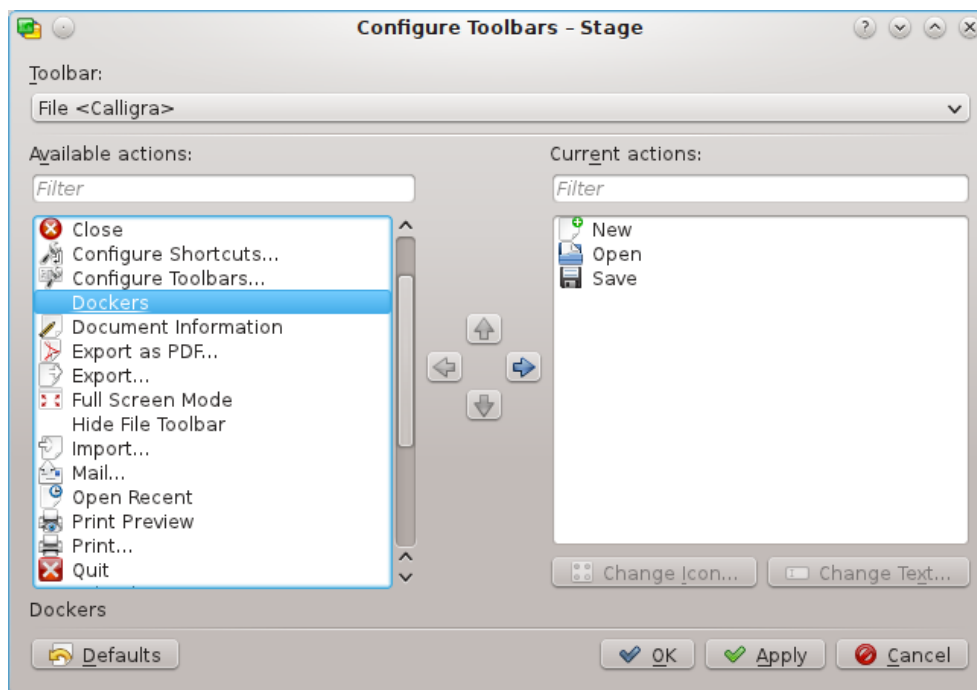 Configure Toolbars – Stage
Toolbar:
File <Calligra>
Available actions:
Filter
Close
Configure Shortcuts...
Configure Toolbars...
Dockers
Document Information
Export as PDF...
Export...
Full Screen Mode
Hide File Toolbar
Import...
Mail...
Open Recent
Print Preview
Print...
Quit
Current actions:
Filter
New
Open
Save
Change Icon...
Change Text...
Dockers
Defaults
OK
Apply
Cancel